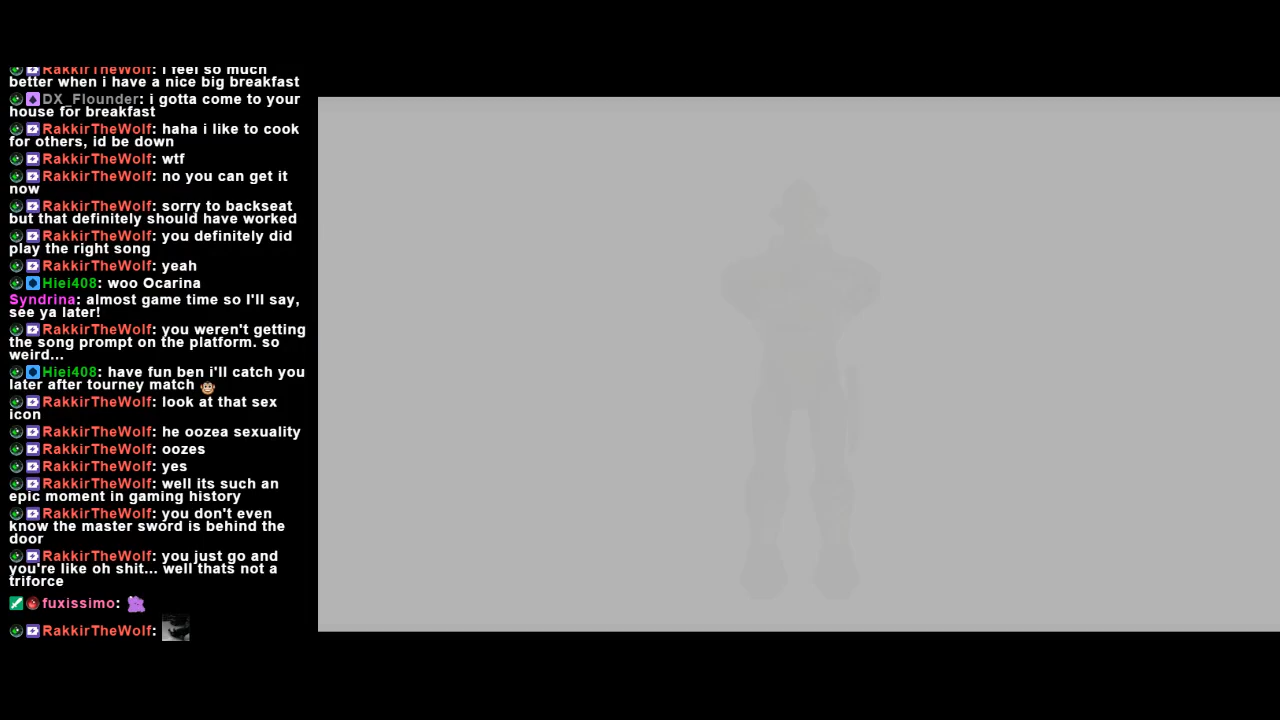 RakkirTheWolf: i feel so much
better when i have a nice big breakfast
DX_Flounder: i gotta come to your
house for breakfast
RakkirTheWolf: haha i like to cook
for others, id be down
RakkirTheWolf: wtf
RakkirTheWolf: no you can get it
now
RakkirTheWolf: sorry to backseat
but that definitely should have worked
RakkirTheWolf: you definitely did
play the right song
RakkirTheWolf: yeah
Hiei408: woo Ocarina
Syndrina: almost game time so I'll say,
see ya later!
RakkirTheWolf: you weren't getting
the song prompt on the platform. so
weird...
Hiei408: have fun ben i'll catch you
later after tourney match
RakkirTheWolf: look at that sex
icon
RakkirTheWolf: he oozea sexuality
RakkirTheWolf: oozes
RakkirTheWolf: yes
RakkirTheWolf: well its such an
epic moment in gaming history
RakkirTheWolf: you don't even
know the master sword is behind the
door
RakkirTheWolf: you just go and
you're like oh shit... well thats not a
triforce
fuxissimo:
RakkirTheWolf: